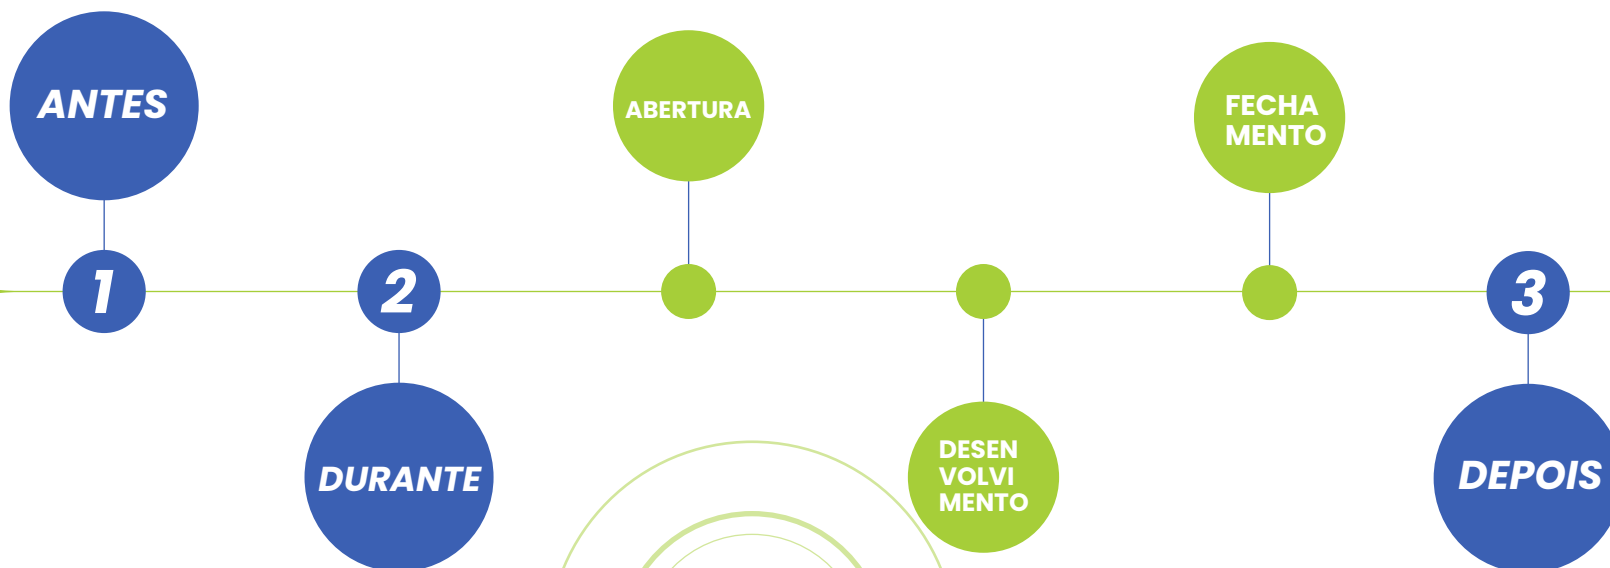 ANTES
1
2
DURANTE
ABERTURA
DESEN
VOLVI
MENTO
FECHA
MENTO
3
DEPOIS